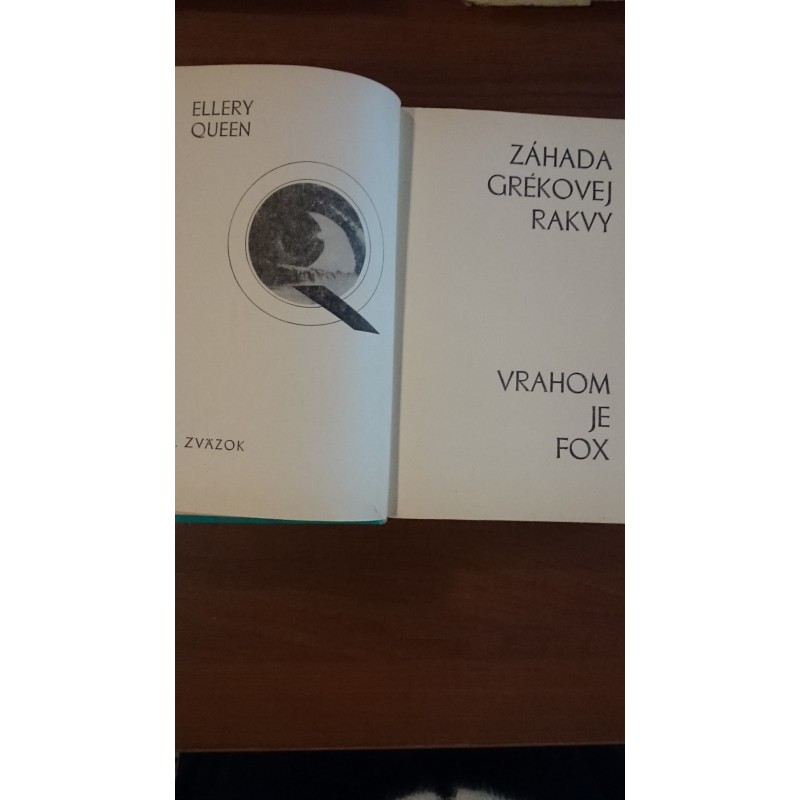 ELLERY
QUEEN
. ZVÄZOK
ZÁHADA
GRÉKOVEJ
RAKVY
VRAHOM
JE
FOX